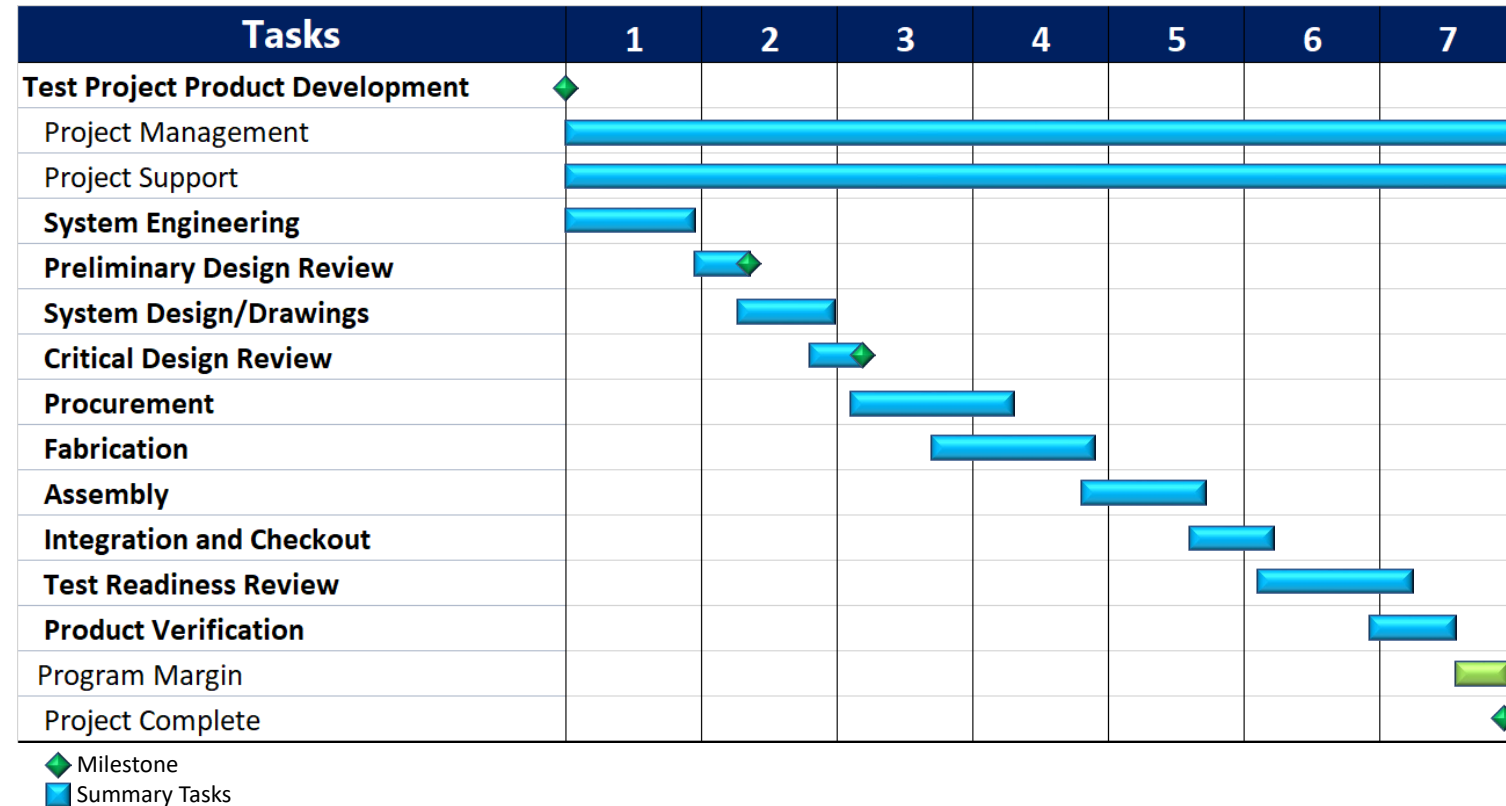 Tasks 1 2 3 4 5 6 7
Test Project Product Development
Project Management
Project Support
System Engineering
Preliminary Design Review
System Design/Drawings
Critical Design Review
Procurement
Fabrication
Assembly
Integration and Checkout
Test Readiness Review
Product Verification
Program Margin
Project Complete
Milestone
Summary Tasks